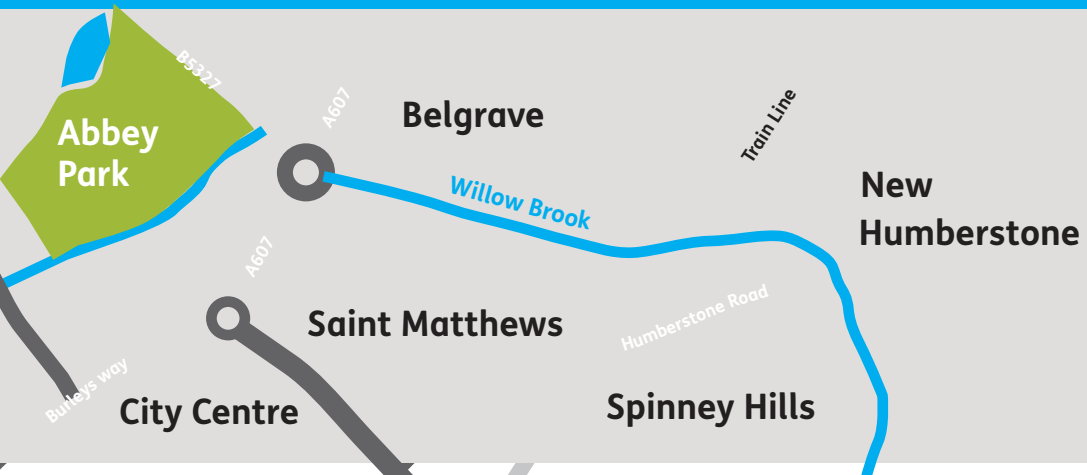 B5327
A607
Abbey
Park
Belgrave
Train Line
Willow Brook
New
Humberstone
A607
Saint Matthews
Humberstone Road
Burleys way
City Centre
Spinney Hills